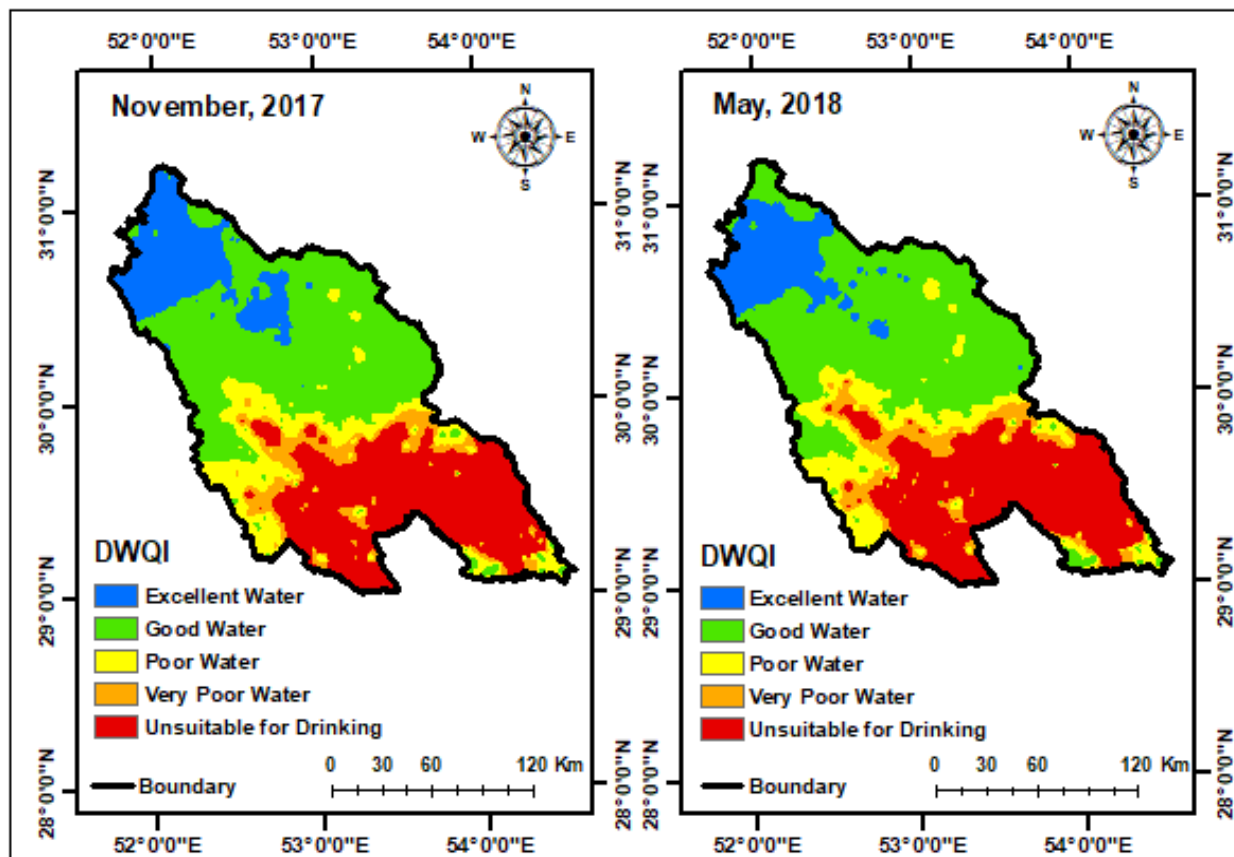 52°0'0"E 53°0'0"E 54°0'0"E
November, 2017
N
W E
S
31°0'0"N 31°0'0"N
30°0'0"N 30°0'0"N
29°0'0"N 29°0'0"N
28°0'0"N 28°0'0"N
DWQI
Excellent Water
Good Water
Poor Water
Very Poor Water
Unsuitable for Drinking
0 30 60 120 Km
Boundary
52°0'0"E 53°0'0"E 54°0'0"E
52°0'0"E 53°0'0"E 54°0'0"E
May, 2018
N
W E
S
31°0'0"N 31°0'0"N
30°0'0"N 30°0'0"N
29°0'0"N 29°0'0"N
28°0'0"N 28°0'0"N
DWQI
Excellent Water
Good Water
Poor Water
Very Poor Water
Unsuitable for Drinking
0 30 60 120 Km
Boundary
52°0'0"E 53°0'0"E 54°0'0"E